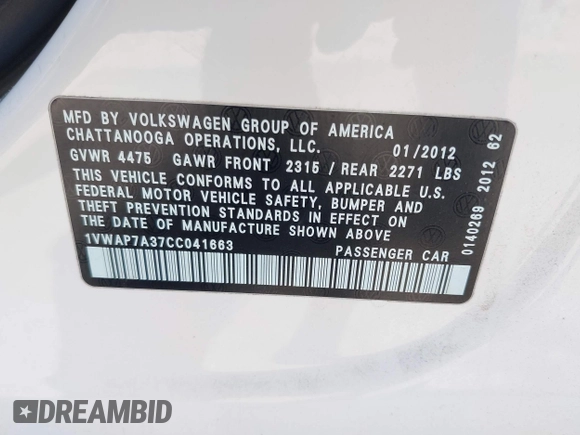 MFD BY VOLKSWAGEN GROUP OF AMERICA
CHATTANOOGA OPERATIONS, LLC. 01/2012
GVWR 4475 GAWR FRONT 2315 / REAR 2271 LBS
THIS VEHICLE CONFORMS TO ALL APPLICABLE U.S.
FEDERAL MOTOR VEHICLE SAFETY, BUMPER AND
THEFT PREVENTION STANDARDS IN EFFECT ON
THE DATE OF MANUFACTURE SHOWN ABOVE
1VWAP7A37CC041663 PASSENGER CAR
0140269 2012 62
DREAMBID